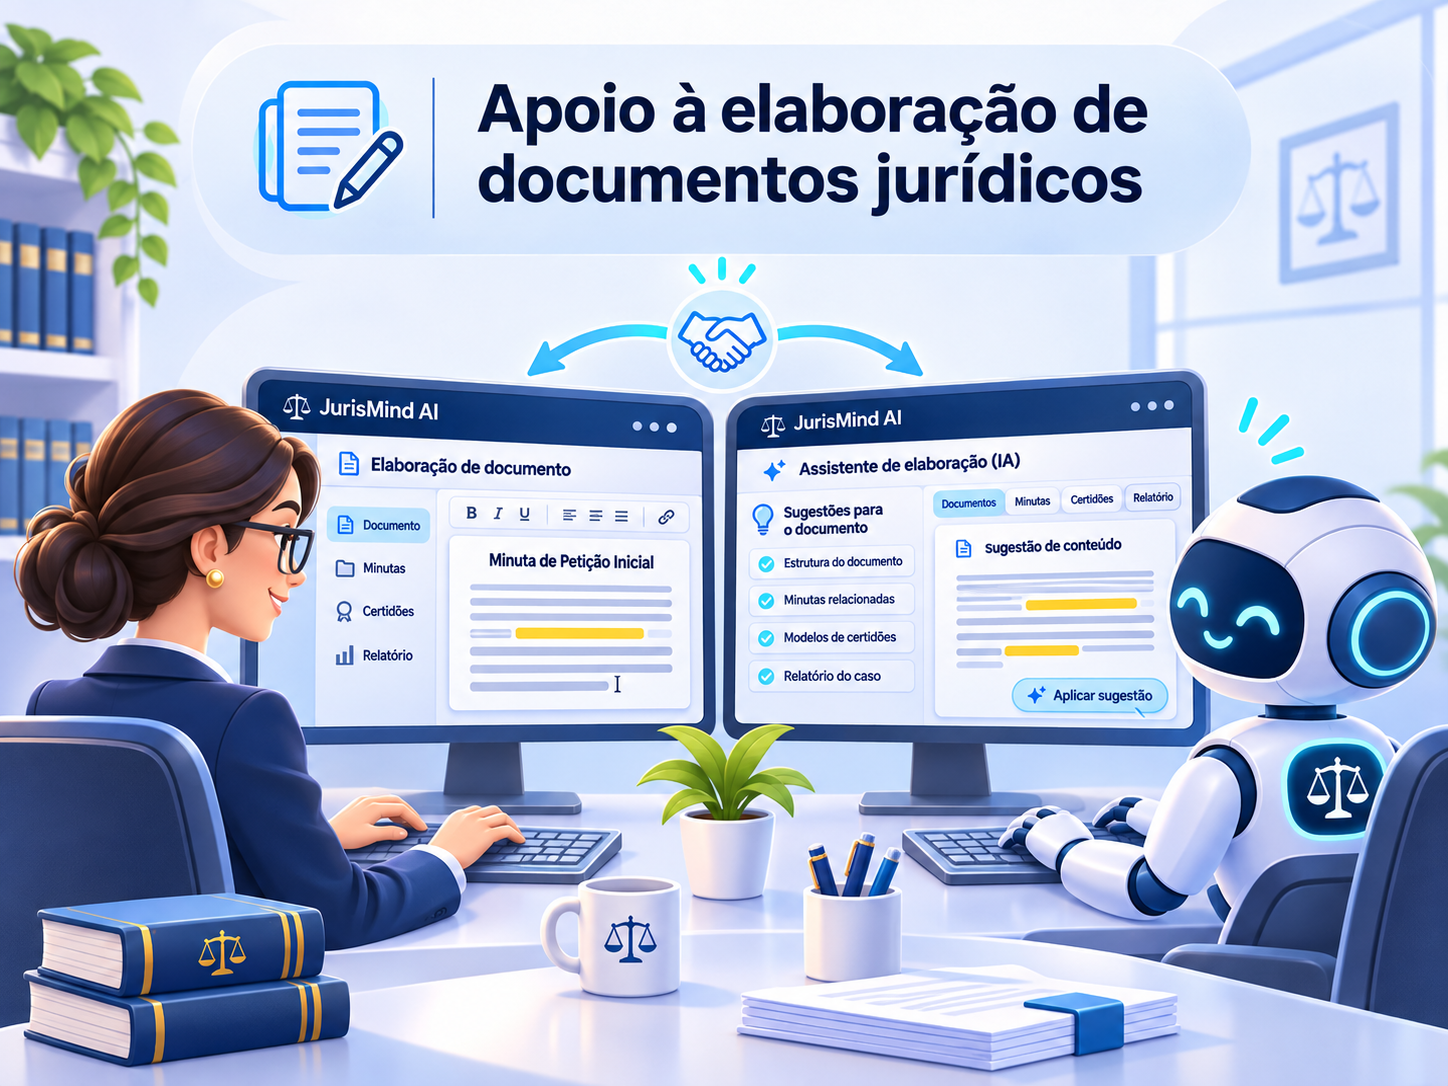 Apoio à elaboração de
documentos jurídicos
JurisMind AI
Elaboração de documento
Documento
Minutas
Certidões
Relatório
B I U
Minuta de Petição Inicial
JurisMind AI
Assistente de elaboração (IA)
Sugestões para
o documento
Estrutura do documento
Minutas relacionadas
Modelos de certidões
Relatório do caso
Documentos
Minutas
Certidões
Relatório
Sugestão de conteúdo
Aplicar sugestão